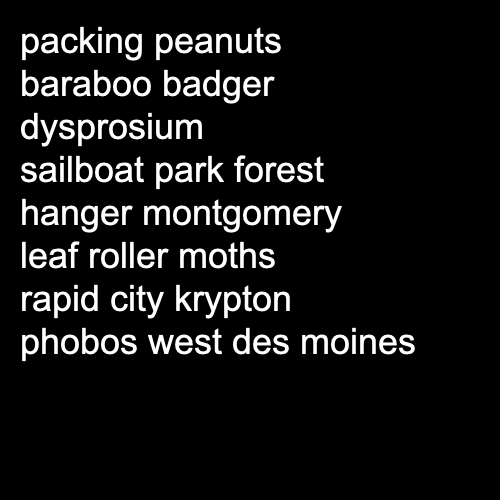 packing peanuts
baraboo badger
dysprosium
sailboat park forest
hanger montgomery
leaf roller moths
rapid city krypton
phobos west des moines